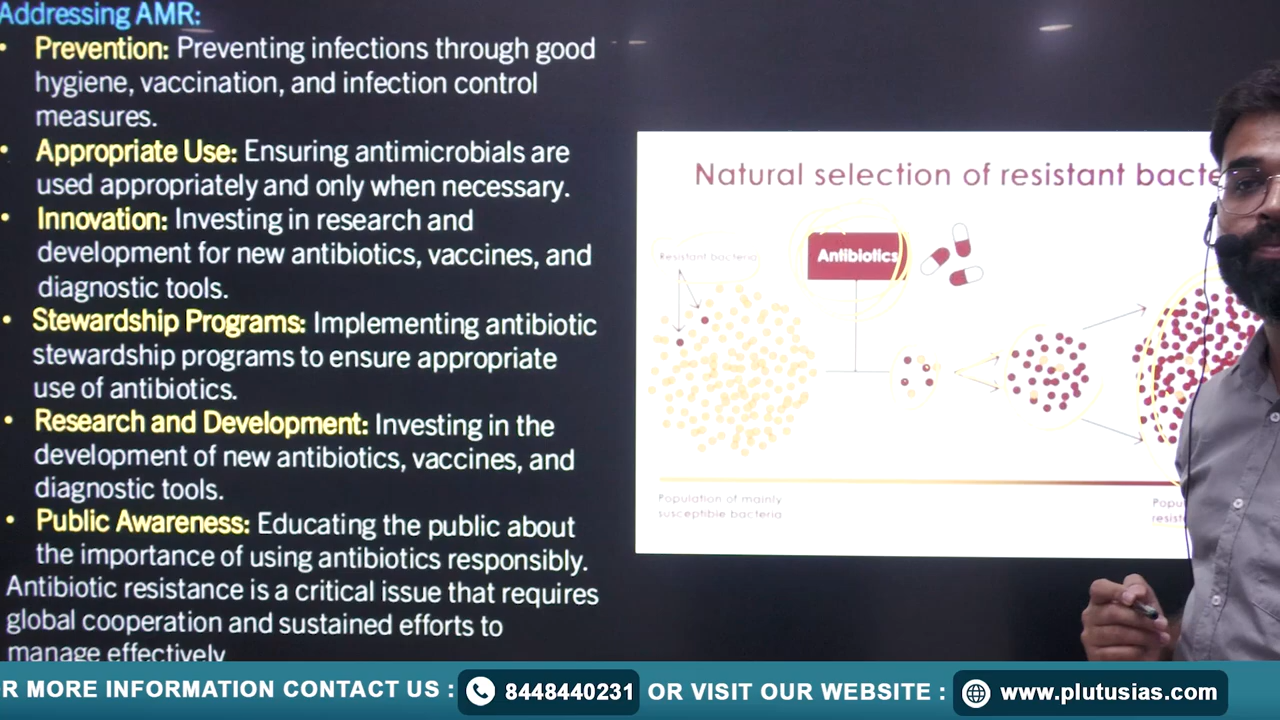 Addressing AMR:
• Prevention: Preventing infections through good
hygiene, vaccination, and infection control
measures.
• Appropriate Use: Ensuring antimicrobials are
used appropriately and only when necessary.
• Innovation: Investing in research and
development for new antibiotics, vaccines, and
diagnostic tools.
• Stewardship Programs: Implementing antibiotic
stewardship programs to ensure appropriate
use of antibiotics.
• Research and Development: Investing in the
development of new antibiotics, vaccines, and
diagnostic tools.
• Public Awareness: Educating the public about
the importance of using antibiotics responsibly.
Antibiotic resistance is a critical issue that requires
global cooperation and sustained efforts to
manage effectively
Natural selection of resistant bacte
Resistant bacteria
Antibiotics
Population of mainly
susceptible bacteria
Popu
resist
R MORE INFORMATION CONTACT US : 8448440231 OR VISIT OUR WEBSITE : www.plutusias.com